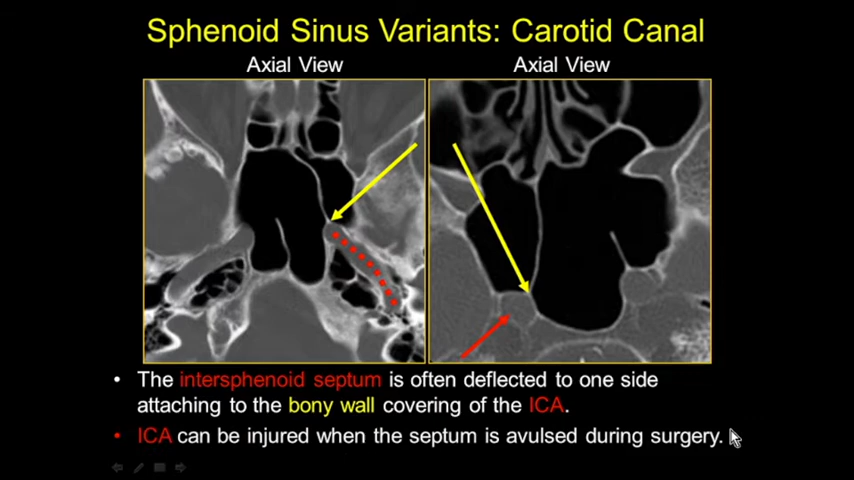 Sphenoid Sinus Variants: Carotid Canal
Axial View
Axial View
• The intersphenoid septum is often deflected to one side
attaching to the bony wall covering of the ICA.
• ICA can be injured when the septum is avulsed during surgery.